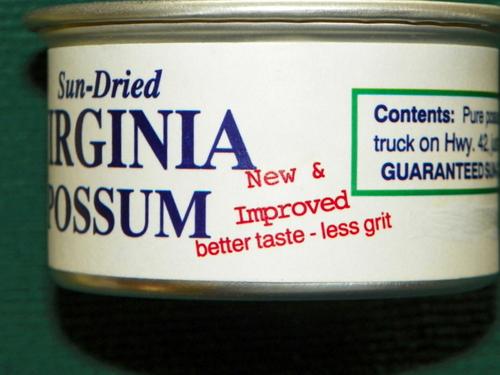 Sun-Dried
IRGINIA
POSSUM
New &
Improved
better taste - less grit
Contents: Pure
truck on Hwy. 42,
GUARANTEED